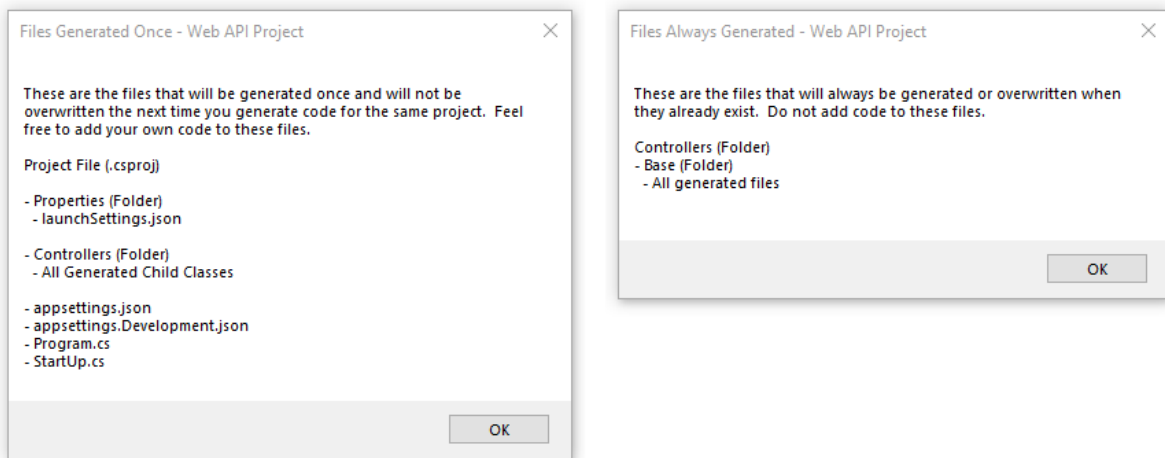 Files Generated Once - Web API Project
These are the files that will be generated once and will not be
overwritten the next time you generate code for the same project.  Feel
free to add your own code to these files.
Project File (.csproj)
- Properties (Folder)
- launchSettings.json
- Controllers (Folder)
- All Generated Child Classes
- appsettings.json
- appsettings.Development.json
- Program.cs
- StartUp.cs
OK
Files Always Generated - Web API Project
These are the files that will always be generated or overwritten when
they already exist.  Do not add code to these files.
Controllers (Folder)
- Base (Folder)
- All generated files
OK